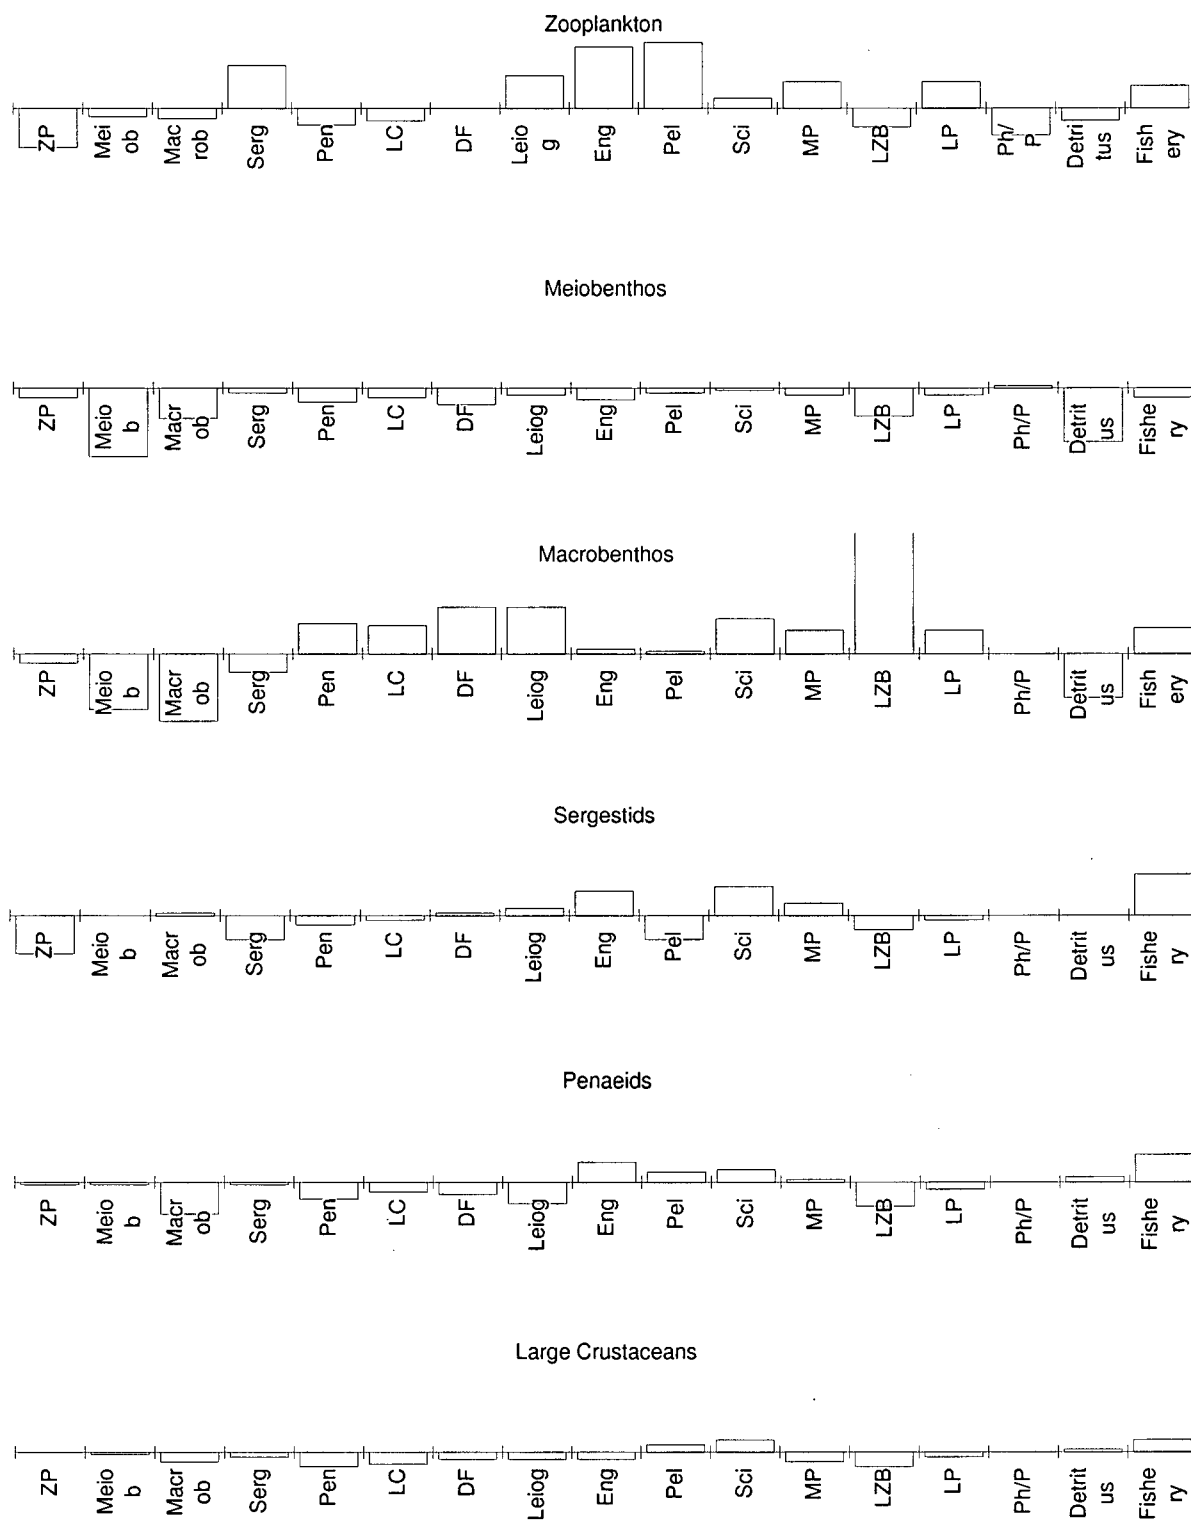 Zooplankton
ZP
Mei
ob
Mac
rob
Serg
Pen
LC
DF
Leio
g
Eng
Pel
Sci
MP
LZB
LP
Ph/
P
Detri
tus
Fish
ery
Meiobenthos
ZP
Meio
b
Macr
ob
Serg
Pen
LC
DF
Leiog
Eng
Pel
Sci
MP
LZB
LP
Ph/P
Detrit
us
Fishe
ry
Macrobenthos
ZP
Meio
b
Macr
ob
Serg
Pen
LC
DF
Leiog
Eng
Pel
Sci
MP
LZB
LP
Ph/P
Detrit
us
Fish
ery
Sergestids
ZP
Meio
b
Macr
ob
Serg
Pen
LC
DF
Leiog
Eng
Pel
Sci
MP
LZB
LP
Ph/P
Detrit
us
Fishe
ry
Penaeids
ZP
Meio
b
Macr
ob
Serg
Pen
LC
DF
Leiog
Eng
Pel
Sci
MP
LZB
LP
Ph/P
Detrit
us
Fishe
ry
Large Crustaceans
ZP
Meio
b
Macr
ob
Serg
Pen
LC
DF
Leiog
Eng
Pel
Sci
MP
LZB
LP
Ph/P
Detrit
us
Fishe
ry